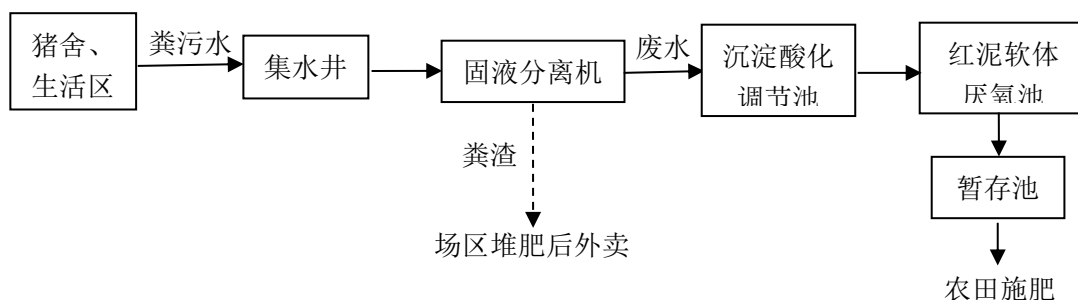 猪舍、
生活区
粪污水
集水井
固液分离机
废水
沉淀酸化
调节池
红泥软体
厌氧池
粪渣
暂存池
场区堆肥后外卖
农田施肥